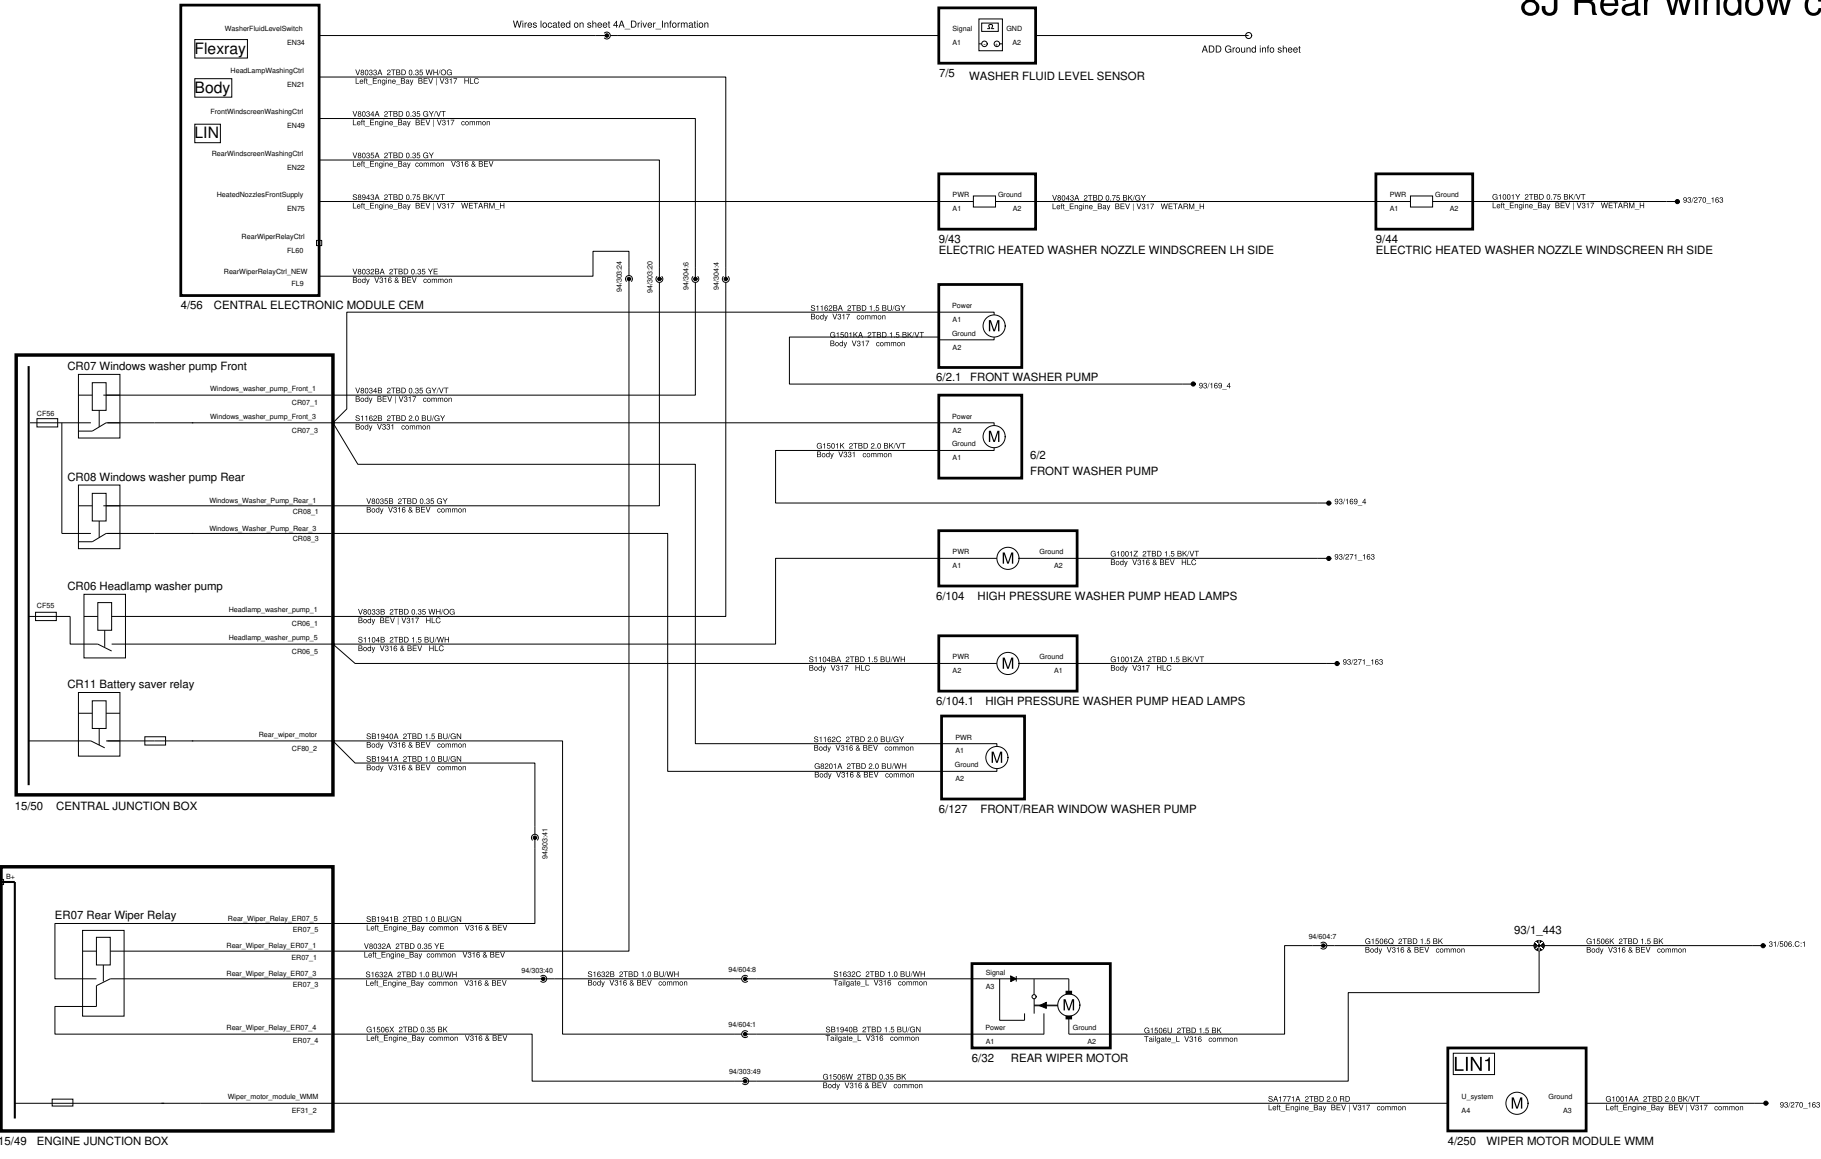 8J Rear window c
WasherFluidLevelSwitch
EN34
Flexray
HeadLampWashingCtrl
EN21
Body
FrontWindscreenWashingCtrl
EN49
LIN
RearWindscreenWashingCtrl
EN22
HeatedNozzlesFrontSupply
EN75
RearWiperRelayCtrl
FL60
RearWiperRelayCtrl_NEW
FL9
4/56 CENTRAL ELECTRONIC MODULE CEM
Wires located on sheet 4A_Driver_Information
V8033A 2TBD 0.35 WH/OG
Left_Engine_Bay BEV | V317 HLC
V8034A 2TBD 0.35 GY/VT
Left_Engine_Bay BEV | V317 common
V8035A 2TBD 0.35 GY
Left_Engine_Bay common V316 & BEV
S8943A 2TBD 0.75 BK/VT
Left_Engine_Bay BEV | V317 WETARM_H
V8032BA 2TBD 0.35 YE
Body V316 & BEV common
94/303:24
94/303:20
94/304:6
94/304:4
Signal GND
A1 A2
7/5 WASHER FLUID LEVEL SENSOR
ADD Ground info sheet
PWR Ground
A1 A2
9/43
ELECTRIC HEATED WASHER NOZZLE WINDSCREEN LH SIDE
V8043A 2TBD 0.75 BK/GY
Left_Engine_Bay BEV | V317 WETARM_H
PWR Ground
A1 A2
9/44
ELECTRIC HEATED WASHER NOZZLE WINDSCREEN RH SIDE
G1001Y 2TBD 0.75 BK/VT
Left_Engine_Bay BEV | V317 WETARM_H
93/270_163
S1162BA 2TBD 1.5 BU/GY
Body V317 common
G1501KA 2TBD 1.5 BK/VT
Body V317 common
Power
A1
Ground
A2
M
6/2.1 FRONT WASHER PUMP
93/169_4
CR07 Windows washer pump Front
Windows_washer_pump_Front_1
CR07_1
CF56
Windows_washer_pump_Front_3
CR07_3
V8034B 2TBD 0.35 GY/VT
Body BEV | V317 common
S1162B 2TBD 2.0 BU/GY
Body V331 common
Power
A2
Ground
A1
M
6/2
FRONT WASHER PUMP
G1501K 2TBD 2.0 BK/VT
Body V331 common
93/169_4
CR08 Windows washer pump Rear
Windows_Washer_Pump_Rear_1
CR08_1
Windows_Washer_Pump_Rear_3
CR08_3
V8035B 2TBD 0.35 GY
Body V316 & BEV common
PWR Ground
A1 A2
M
G1001Z 2TBD 1.5 BK/VT
Body V316 & BEV HLC
93/271_163
6/104 HIGH PRESSURE WASHER PUMP HEAD LAMPS
CR06 Headlamp washer pump
CF55
Headlamp_washer_pump_1
CR06_1
Headlamp_washer_pump_5
CR06_5
V8033B 2TBD 0.35 WH/OG
Body BEV | V317 HLC
S1104B 2TBD 1.5 BU/WH
Body V316 & BEV HLC
S1104BA 2TBD 1.5 BU/WH
Body V317 HLC
PWR Ground
A2 A1
M
G1001ZA 2TBD 1.5 BK/VT
Body V317 HLC
93/271_163
6/104.1 HIGH PRESSURE WASHER PUMP HEAD LAMPS
CR11 Battery saver relay
Rear_wiper_motor
CF80_2
SB1940A 2TBD 1.5 BU/GN
Body V316 & BEV common
SB1941A 2TBD 1.0 BU/GN
Body V316 & BEV common
S1162C 2TBD 2.0 BU/GY
Body V316 & BEV common
G8201A 2TBD 2.0 BU/WH
Body V316 & BEV common
PWR
A1
Ground
A2
M
6/127 FRONT/REAR WINDOW WASHER PUMP
15/50 CENTRAL JUNCTION BOX
94/303:41
B+
ER07 Rear Wiper Relay
Rear_Wiper_Relay_ER07_5
ER07_5
Rear_Wiper_Relay_ER07_1
ER07_1
Rear_Wiper_Relay_ER07_3
ER07_3
Rear_Wiper_Relay_ER07_4
ER07_4
Wiper_motor_module_WMM
EF31_2
15/49 ENGINE JUNCTION BOX
SB1941B 2TBD 1.0 BU/GN
Left_Engine_Bay common V316 & BEV
V8032A 2TBD 0.35 YE
Left_Engine_Bay common V316 & BEV
S1632A 2TBD 1.0 BU/WH
Left_Engine_Bay common V316 & BEV
94/303:40
S1632B 2TBD 1.0 BU/WH
Body V316 & BEV common
94/604:8
S1632C 2TBD 1.0 BU/WH
Tailgate_L V316 common
G1506X 2TBD 0.35 BK
Left_Engine_Bay common V316 & BEV
94/604:1
SB1940B 2TBD 1.5 BU/GN
Tailgate_L V316 common
94/303:49
G1506W 2TBD 0.35 BK
Body V316 & BEV common
Signal
A3
Power Ground
A1 A2
M
6/32 REAR WIPER MOTOR
G1506U 2TBD 1.5 BK
Tailgate_L V316 common
94/604:7
G1506Q 2TBD 1.5 BK
Body V316 & BEV common
93/1_443
G1506K 2TBD 1.5 BK
Body V316 & BEV common
31/506.C:1
SA1771A 2TBD 2.0 RD
Left_Engine_Bay BEV | V317 common
LIN1
U_system Ground
A4 A3
M
4/250 WIPER MOTOR MODULE WMM
G1001AA 2TBD 2.0 BK/VT
Left_Engine_Bay BEV | V317 common
93/270_163